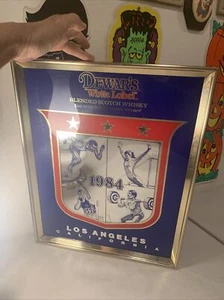 DEWAR'S
White Label
BLENDED SCOTCH WHISKY
1984
LOS ANGELES
CALIFORNIA